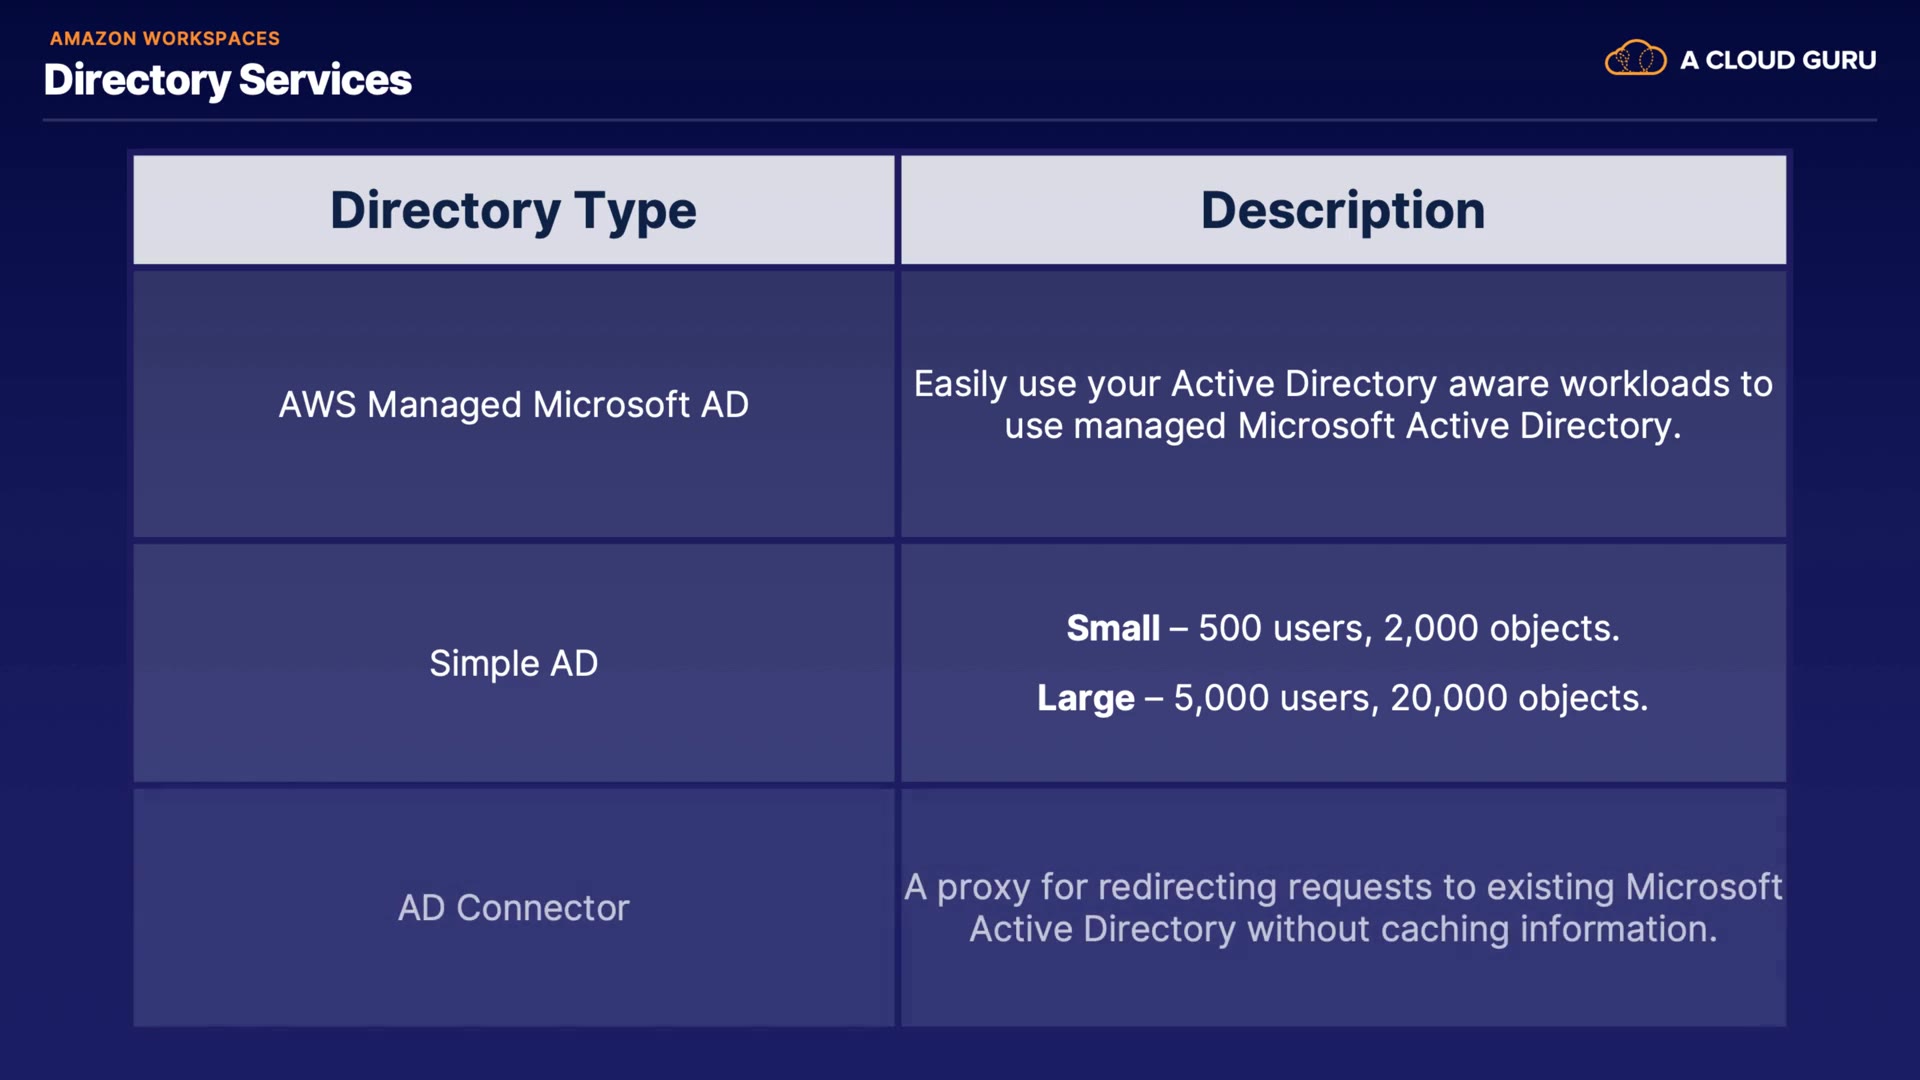 AMAZON WORKSPACES
Directory Services
A CLOUD GURU
Directory Type
Description
AWS Managed Microsoft AD
Easily use your Active Directory aware workloads to
use managed Microsoft Active Directory.
Simple AD
Small – 500 users, 2,000 objects.
Large – 5,000 users, 20,000 objects.
AD Connector
A proxy for redirecting requests to existing Microsoft
Active Directory without caching information.